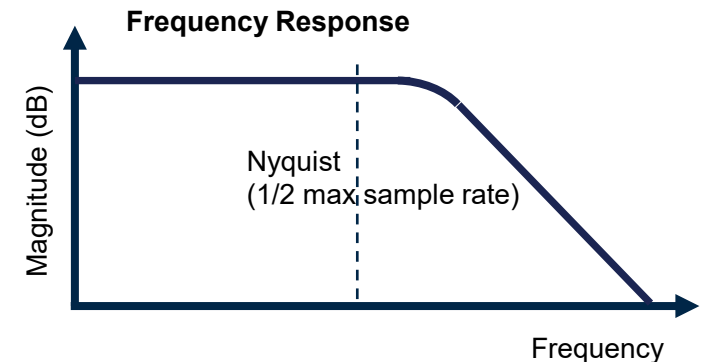 Frequency Response
Magnitude (dB)
Nyquist
(1/2 max sample rate)
Frequency